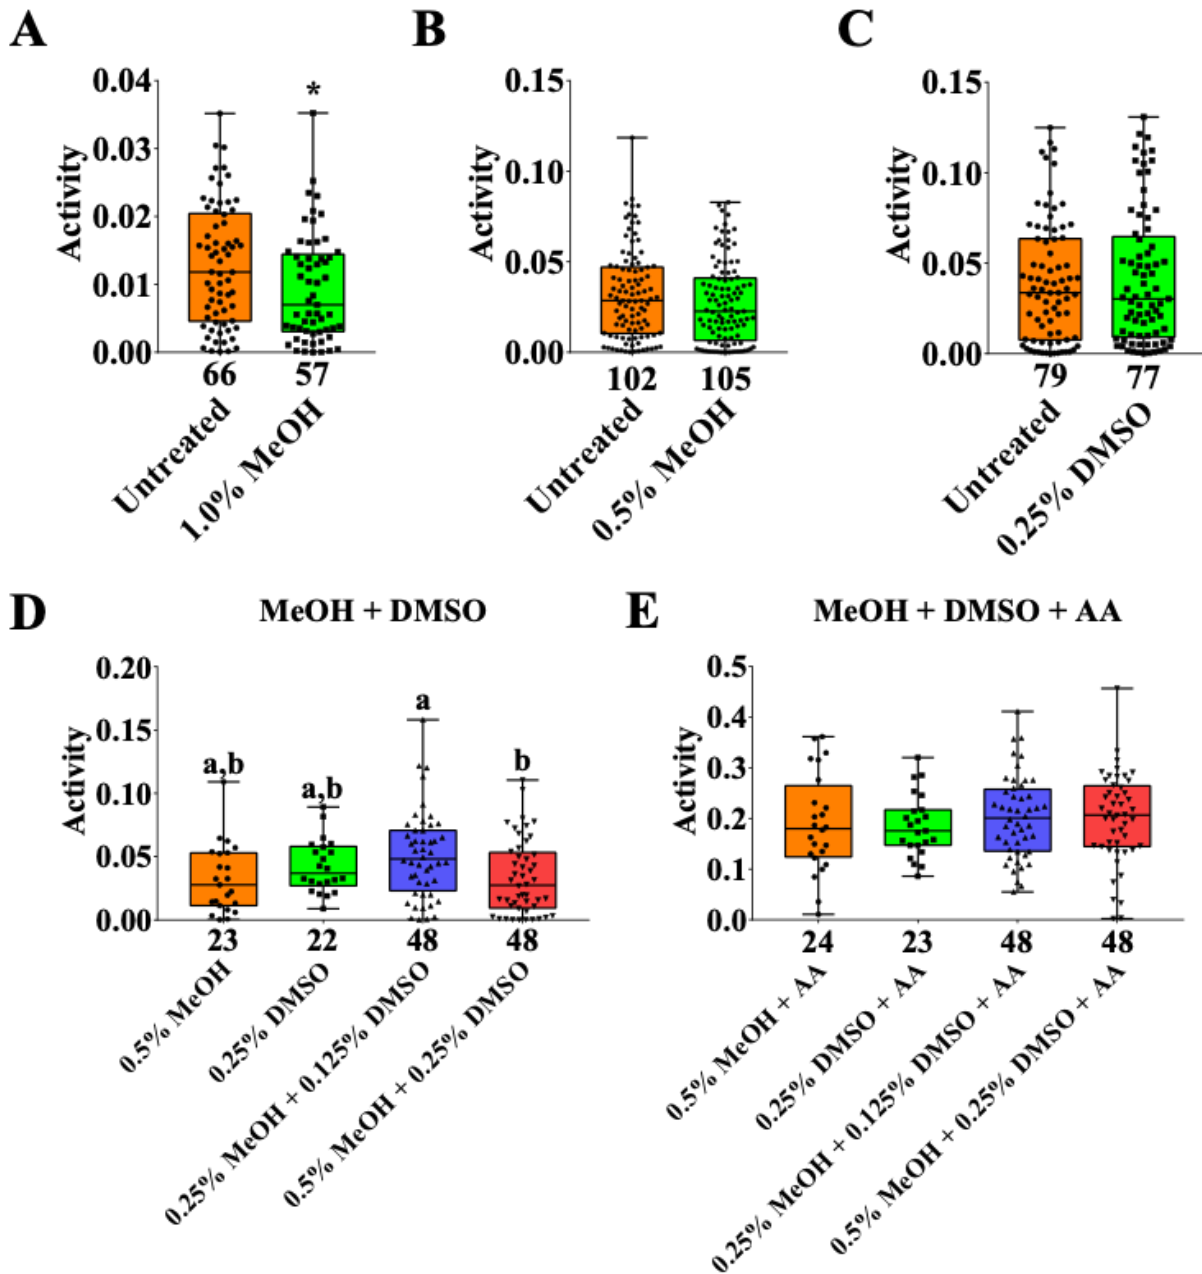 A
B
C
0.04
0.03
0.02
0.01
0.00
Activity
*
66
57
Untreated
1.0% MeOH
0.15
0.10
0.05
0.00
Activity
102
105
Untreated
0.5% MeOH
0.15
0.10
0.05
0.00
Activity
79
77
Untreated
0.25% DMSO
D
MeOH + DMSO
0.20
0.15
0.10
0.05
0.00
Activity
a,b
a,b
a
b
23
22
48
48
0.5% MeOH
0.25% DMSO
0.25% MeOH + 0.125% DMSO
0.5% MeOH + 0.25% DMSO
E
MeOH + DMSO + AA
0.5
0.4
0.3
0.2
0.1
0.0
Activity
24
23
48
48
0.5% MeOH + AA
0.25% DMSO + AA
0.25% MeOH + 0.125% DMSO + AA
0.5% MeOH + 0.25% DMSO + AA